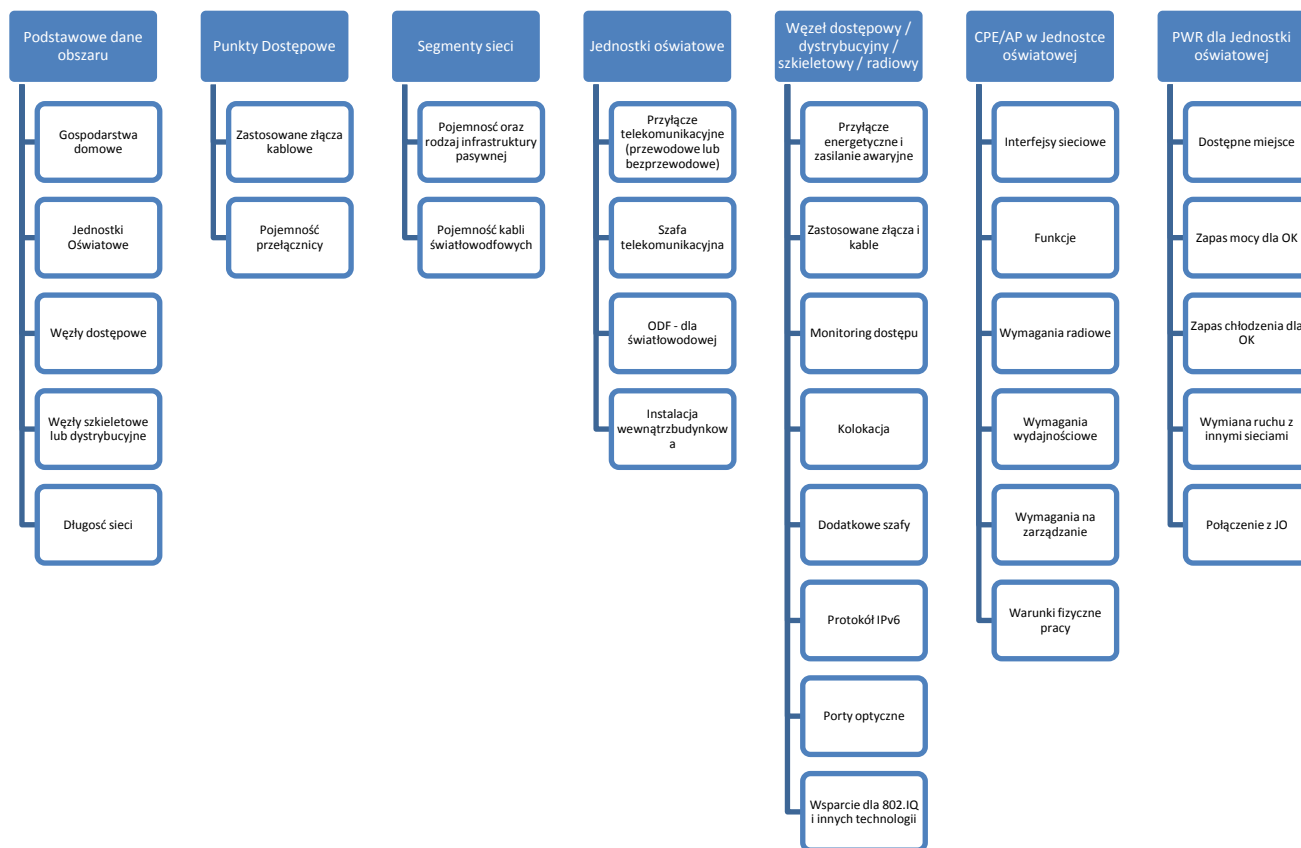 Podstawowe dane
obszaru
Gospodarstwa
domowe
Jednostki
Oświatowe
Węzły dostępowe
Węzły szkieletowe
lub dystrybucyjne
Długosć sieci
Punkty Dostępowe
Zastosowane złącza
kablowe
Pojemność
przełącznicy
Segmenty sieci
Pojemność oraz
rodzaj infrastruktury
pasywnej
Pojemność kabli
światłowodfowych
Jednostki oświatowe
Przyłącze
telekomunikacyjne
(przewodowe lub
bezprzewodowe)
Szafa
telekomunikacyjna
ODF - dla
światłowodowej
Instalacja
wewnątrzbudynkow
a
Węzeł dostępowy /
dystrybucyjny /
szkieletowy / radiowy
Przyłącze
energetyczne i
zasilanie awaryjne
Zastosowane złącza i
kable
Monitoring dostępu
Kolokacja
Dodatkowe szafy
Protokół IPv6
Porty optyczne
Wsparcie dla 802.IQ
i innych technologii
CPE/AP w Jednostce
oświatowej
Interfejsy sieciowe
Funkcje
Wymagania radiowe
Wymagania
wydajnościowe
Wymagania na
zarządzanie
Warunki fizyczne
pracy
PWR dla Jednostki
oświatowej
Dostępne miejsce
Zapas mocy dla OK
Zapas chłodzenia dla
OK
Wymiana ruchu z
innymi sieciami
Połączenie z JO